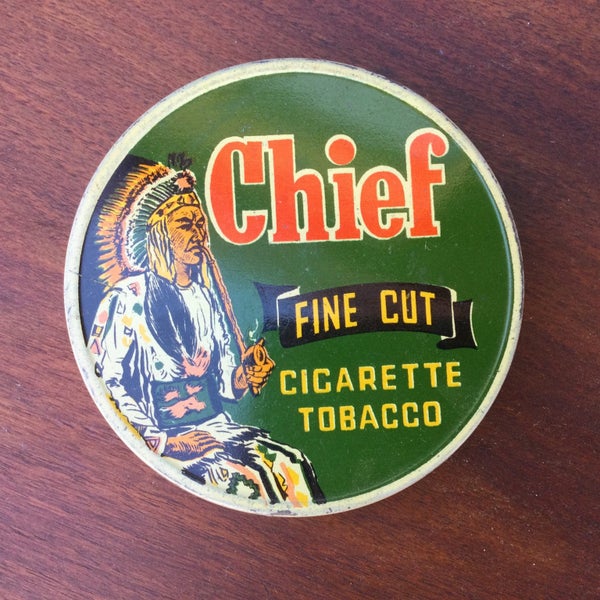 Chief
FINE CUT
CIGARETTE
TOBACCO